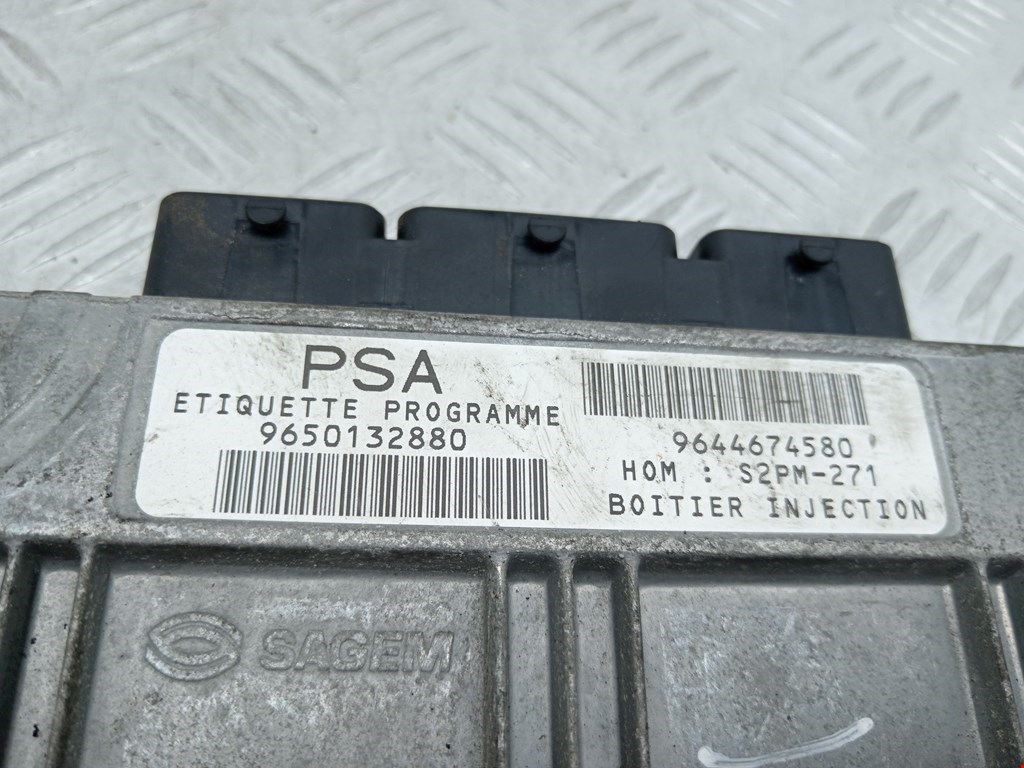 PSA
ETIQUETTE PROGRAMME
9650132880
9644674580
HOM : S2PM-271
BOITIER INJECTION
SAGEM